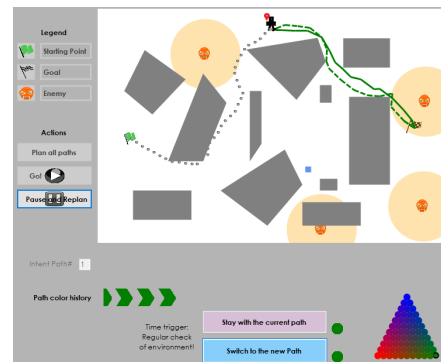 Legend
Starting Point
Goal
Enemy
Actions
Plan all paths
Go!
Pause and Replan
Intent Path# 1
Path color history
Time trigger:
Regular check
of environment!
Stay with the current path
Switch to the new Path